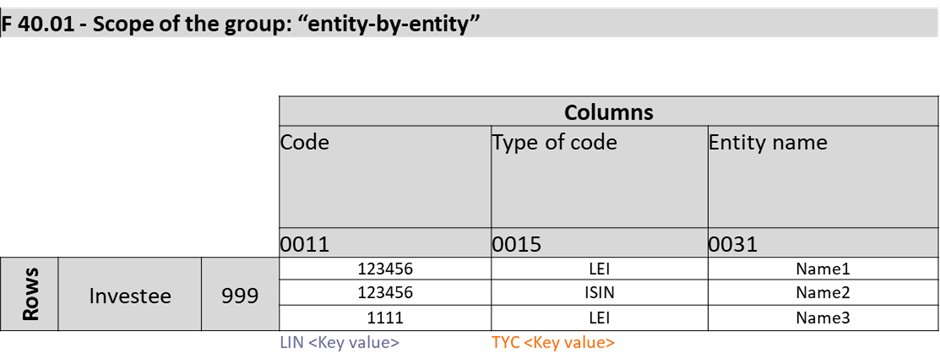 F 40.01 - Scope of the group: “entity-by-entity”
Columns
Code Type of code Entity name
0011 0015 0031
Rows Investee 999
123456 LEI Name1
123456 ISIN Name2
1111 LEI Name3
LIN <Key value> TYC <Key value>